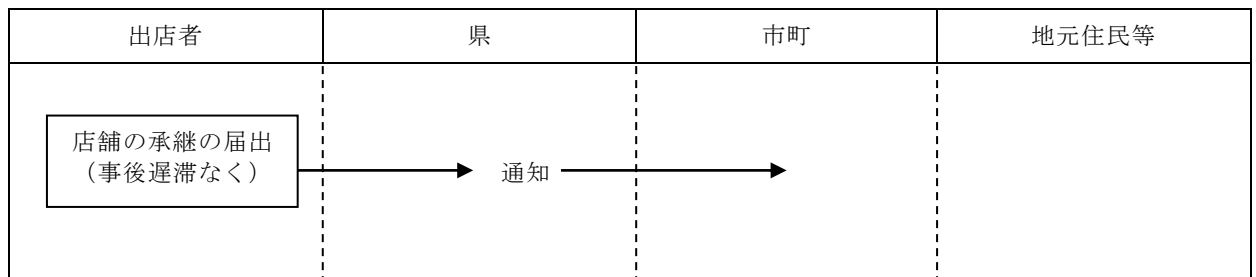 出店者
県
市町
地元住民等
店舗の承継の届出
（事後遅滞なく）
通知